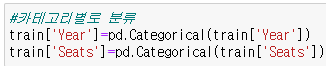 #카테고리별로 분류
train['Year']=pd.Categorical(train['Year'])
train['Seats']=pd.Categorical(train['Seats'])